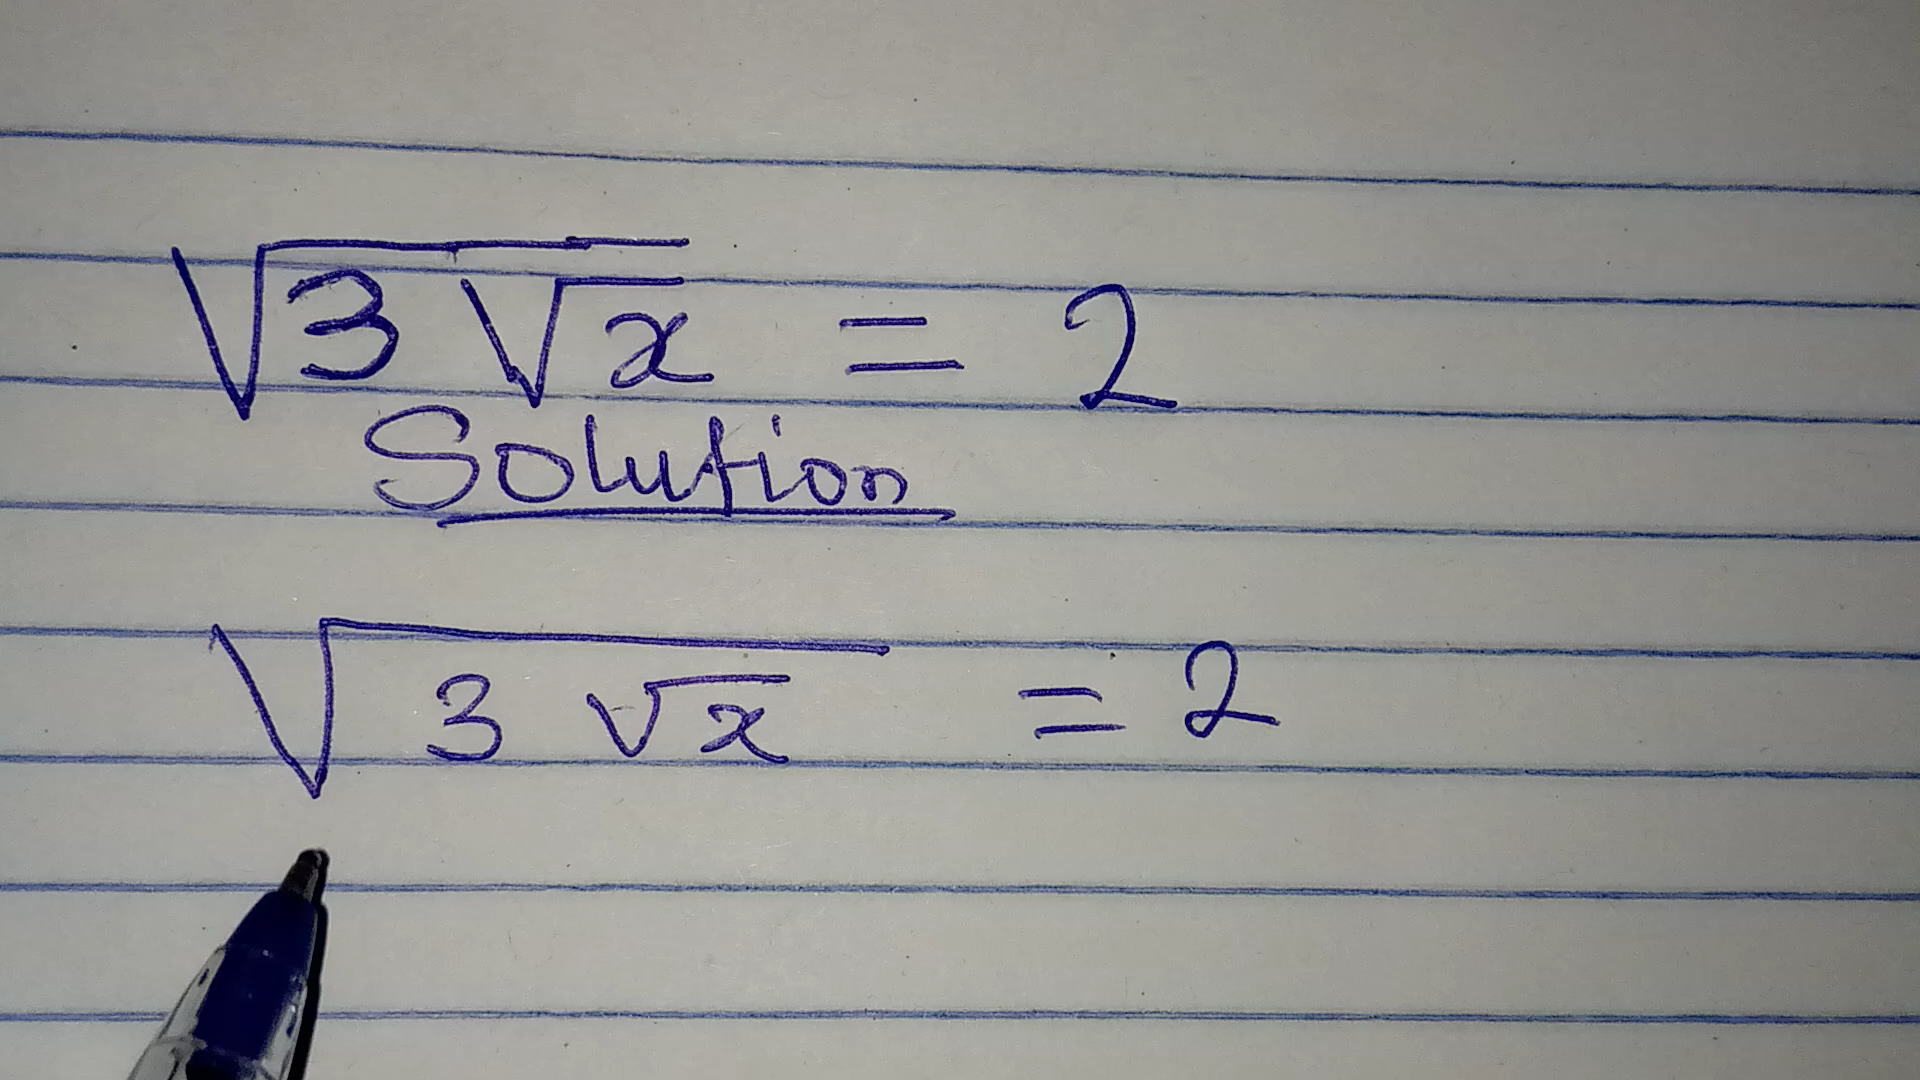 √(3√x) = 2
Solution
√(3√x) = 2